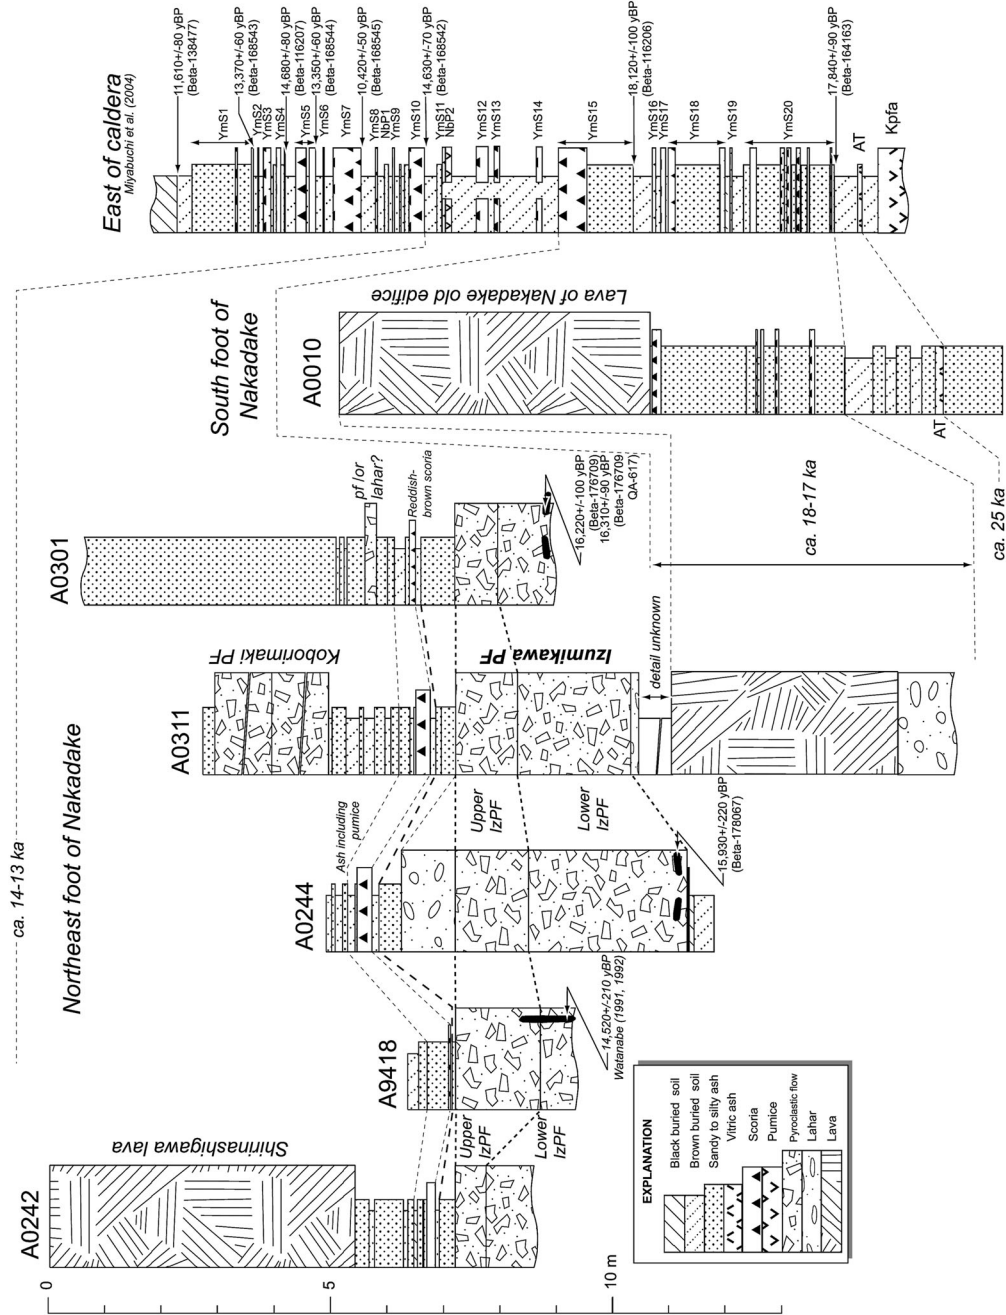 Northeast foot of Nakadake
South foot of
Nakadake
East of caldera
Miyabuchi et al. (2004)
A0242
A9418
A0244
A0311
A0301
A0010
0
5
10 m
ca. 14-13 ka
Shirinashigawa lava
Upper
IzPF
Lower
IzPF
14,520+/-210 yBP
Watanabe (1991, 1992)
Ash including
pumice
Upper
IzPF
Lower
IzPF
15,930+/-220 yBP
(Beta-178067)
Koborimaki PF
Izumikawa PF
detail unknown
pf /or
lahar?
Reddish-
brown scoria
16,220+/-100 yBP
(Beta-176709)
16,310+/-90 yBP
(Beta-176709
QA-617)
ca. 18-17 ka
ca. 25 ka
Lava of Nakadake old edifice
AT
11,610+/-80 yBP
(Beta-138477)
YmS1
13,370+/-60 yBP
(Beta-168543)
YmS2
YmS3
YmS4
14,680+/-80 yBP
(Beta-116207)
YmS5
13,350+/-60 yBP
(Beta-168544)
YmS6
YmS7
10,420+/-50 yBP
(Beta-168545)
YmS8
NbP1
YmS9
YmS10
14,630+/-70 yBP
(Beta-168542)
YmS11
NbP2
YmS12
YmS13
YmS14
YmS15
18,120+/-100 yBP
(Beta-116206)
YmS16
YmS17
YmS18
YmS19
YmS20
17,840+/-90 yBP
(Beta-164163)
AT
Kpfa
EXPLANATION
Black buried soil
Brown buried soil
Sandy to silty ash
Vitric ash
Scoria
Pumice
Pyroclastic flow
Lahar
Lava